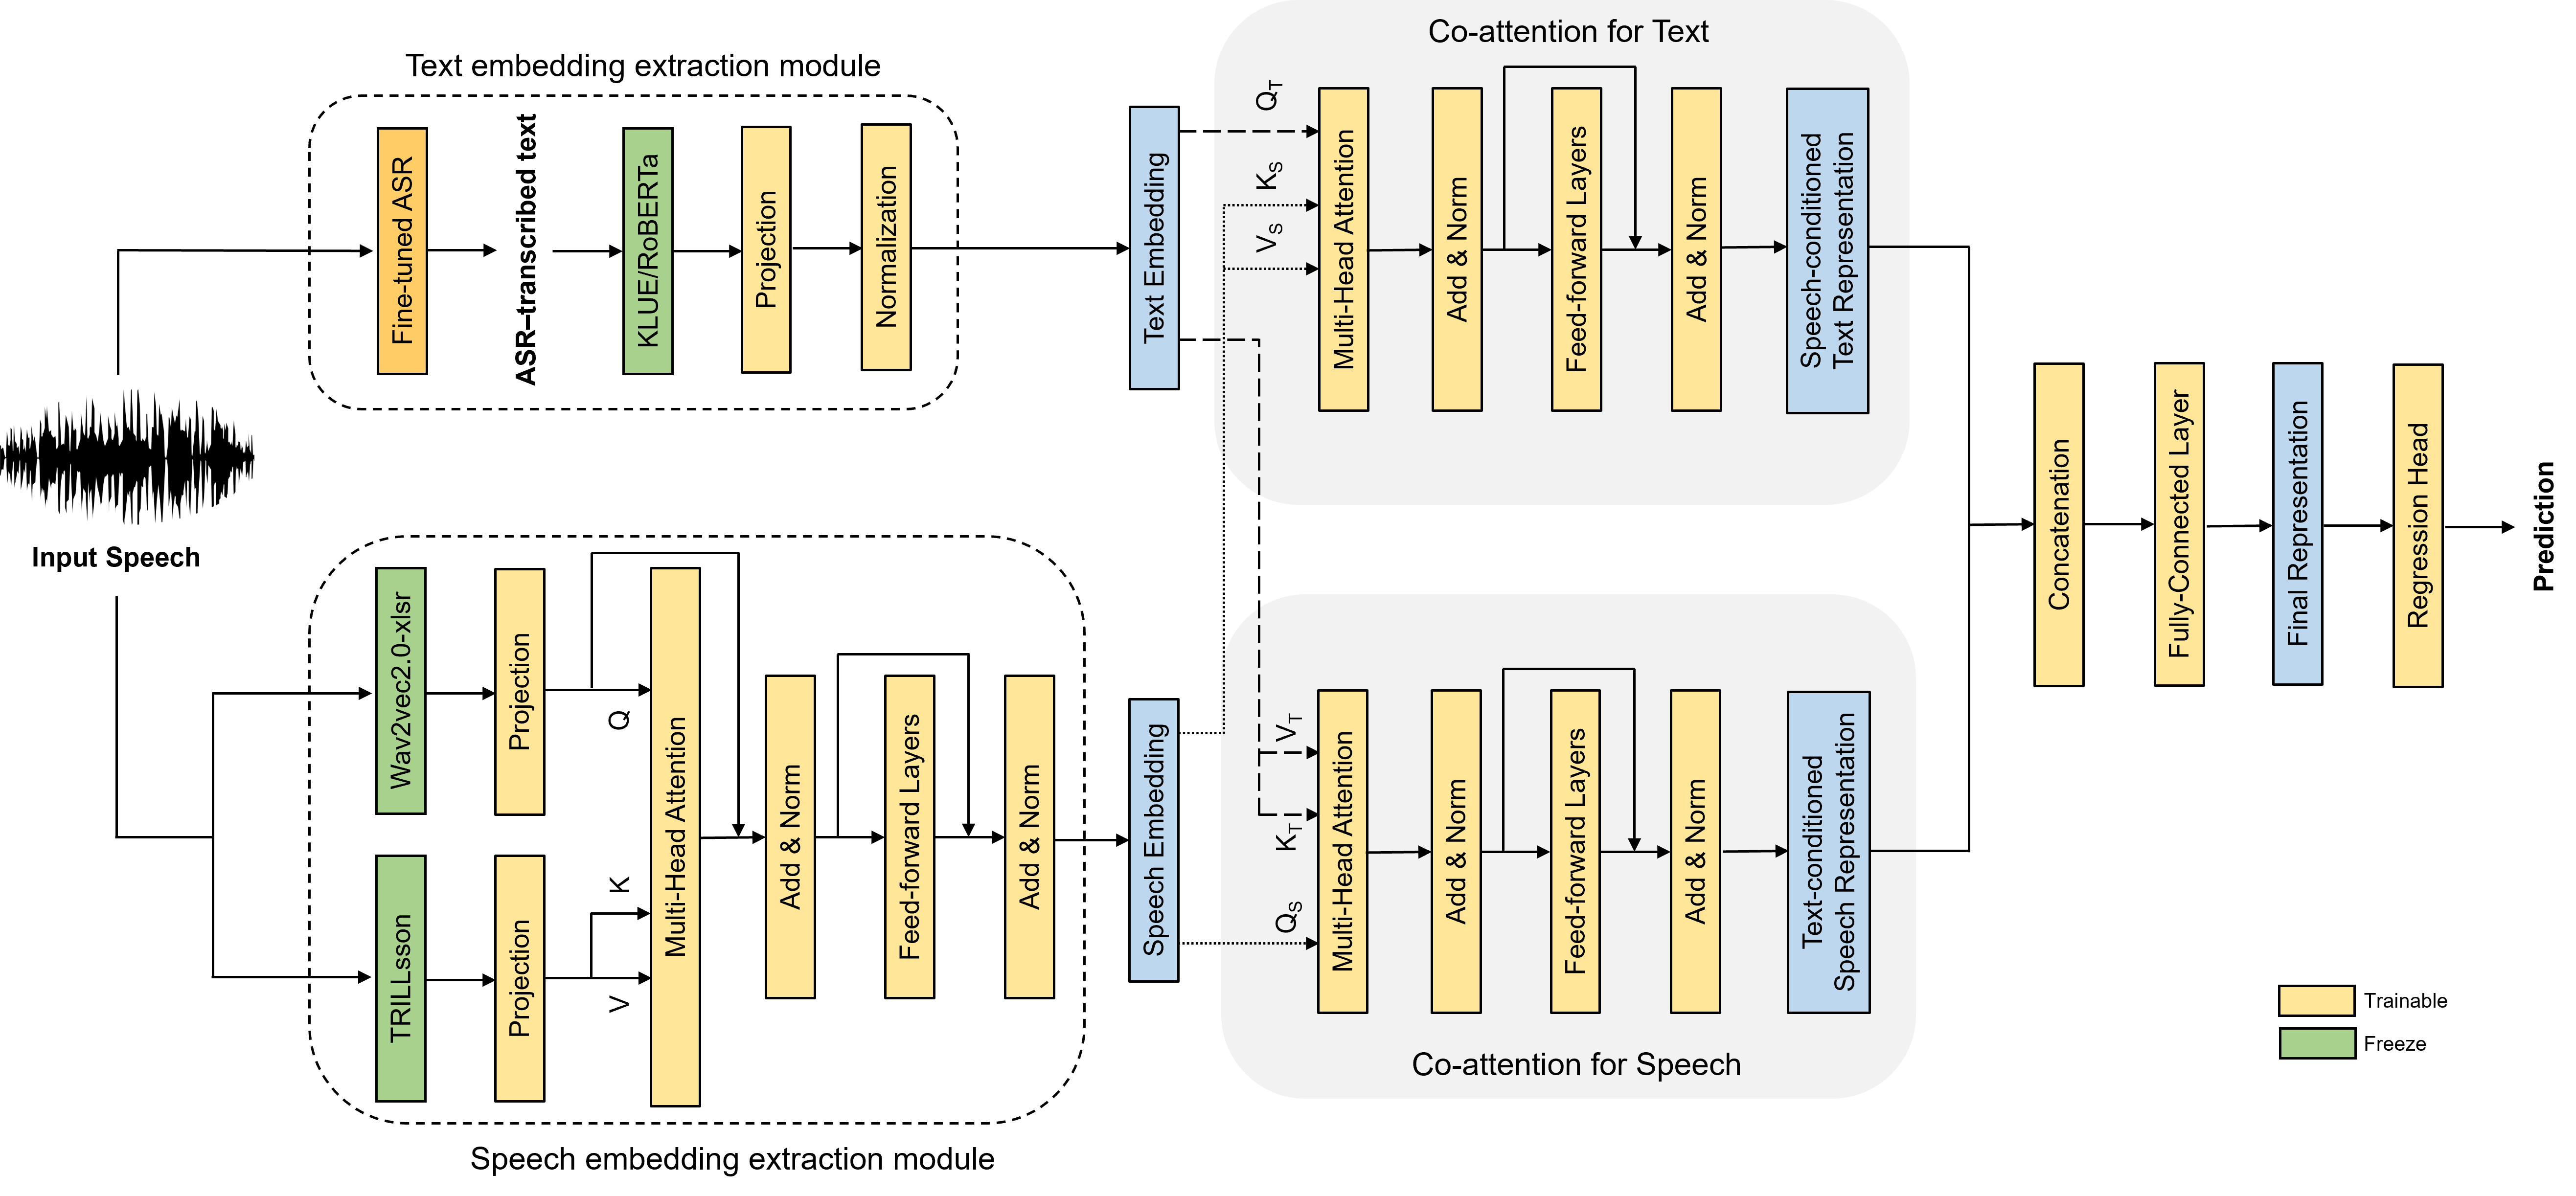 Co-attention for Text
Text embedding extraction module
Fine-tuned ASR
ASR–transcribed text
KLUE/RoBERTa
Projection
Normalization
Text Embedding
Q_T
K_S
V_S
Multi-Head Attention
Add & Norm
Feed-forward Layers
Add & Norm
Speech-conditioned
Text Representation
Input Speech
Wav2vec2.0-xlsr
Projection
Q
TRILLsson
Projection
K
V
Multi-Head Attention
Add & Norm
Feed-forward Layers
Add & Norm
Speech Embedding
V_T
K_T
Q_S
Multi-Head Attention
Add & Norm
Feed-forward Layers
Add & Norm
Text-conditioned
Speech Representation
Concatenation
Fully-Connected Layer
Final Representation
Regression Head
Prediction
Co-attention for Speech
Speech embedding extraction module
Trainable
Freeze